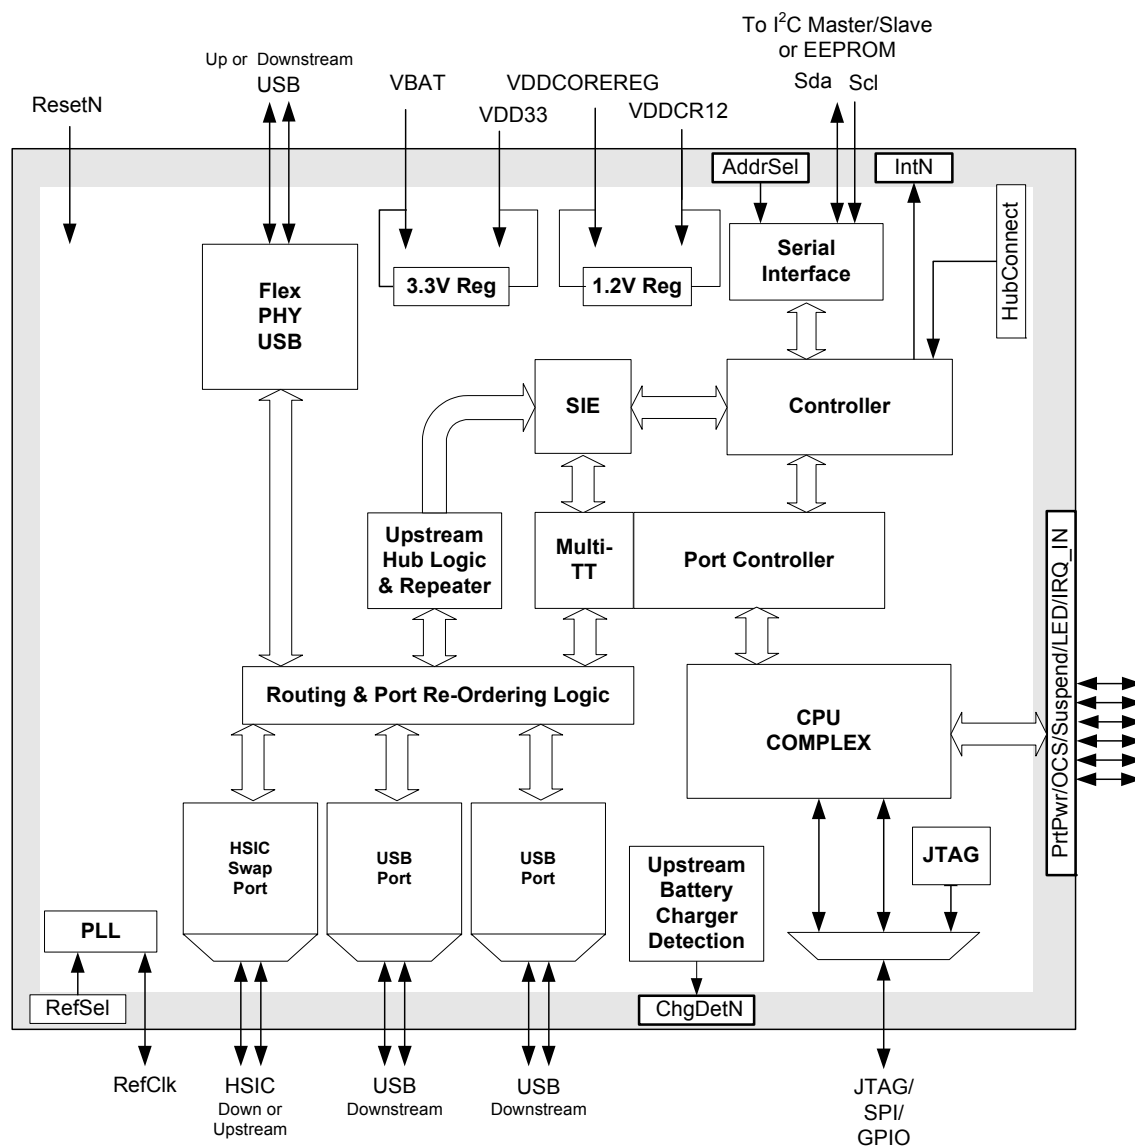 To I2C Master/Slave
or EEPROM
Up or Downstream
USB
VBAT
VDDCOREREG
Sda
Scl
ResetN
VDD33
VDDCR12
AddrSel
IntN
HubConnect
Flex
PHY
USB
3.3V Reg
1.2V Reg
Serial
Interface
SIE
Controller
Upstream
Hub Logic
& Repeater
Multi-
TT
Port Controller
PrtPwr/OCS/Suspend/LED/IRQ_IN
Routing & Port Re-Ordering Logic
CPU
COMPLEX
HSIC
Swap
Port
USB
Port
USB
Port
Upstream
Battery
Charger
Detection
JTAG
PLL
RefSel
ChgDetN
RefClk
HSIC
Down or
Upstream
USB
Downstream
USB
Downstream
JTAG/
SPI/
GPIO